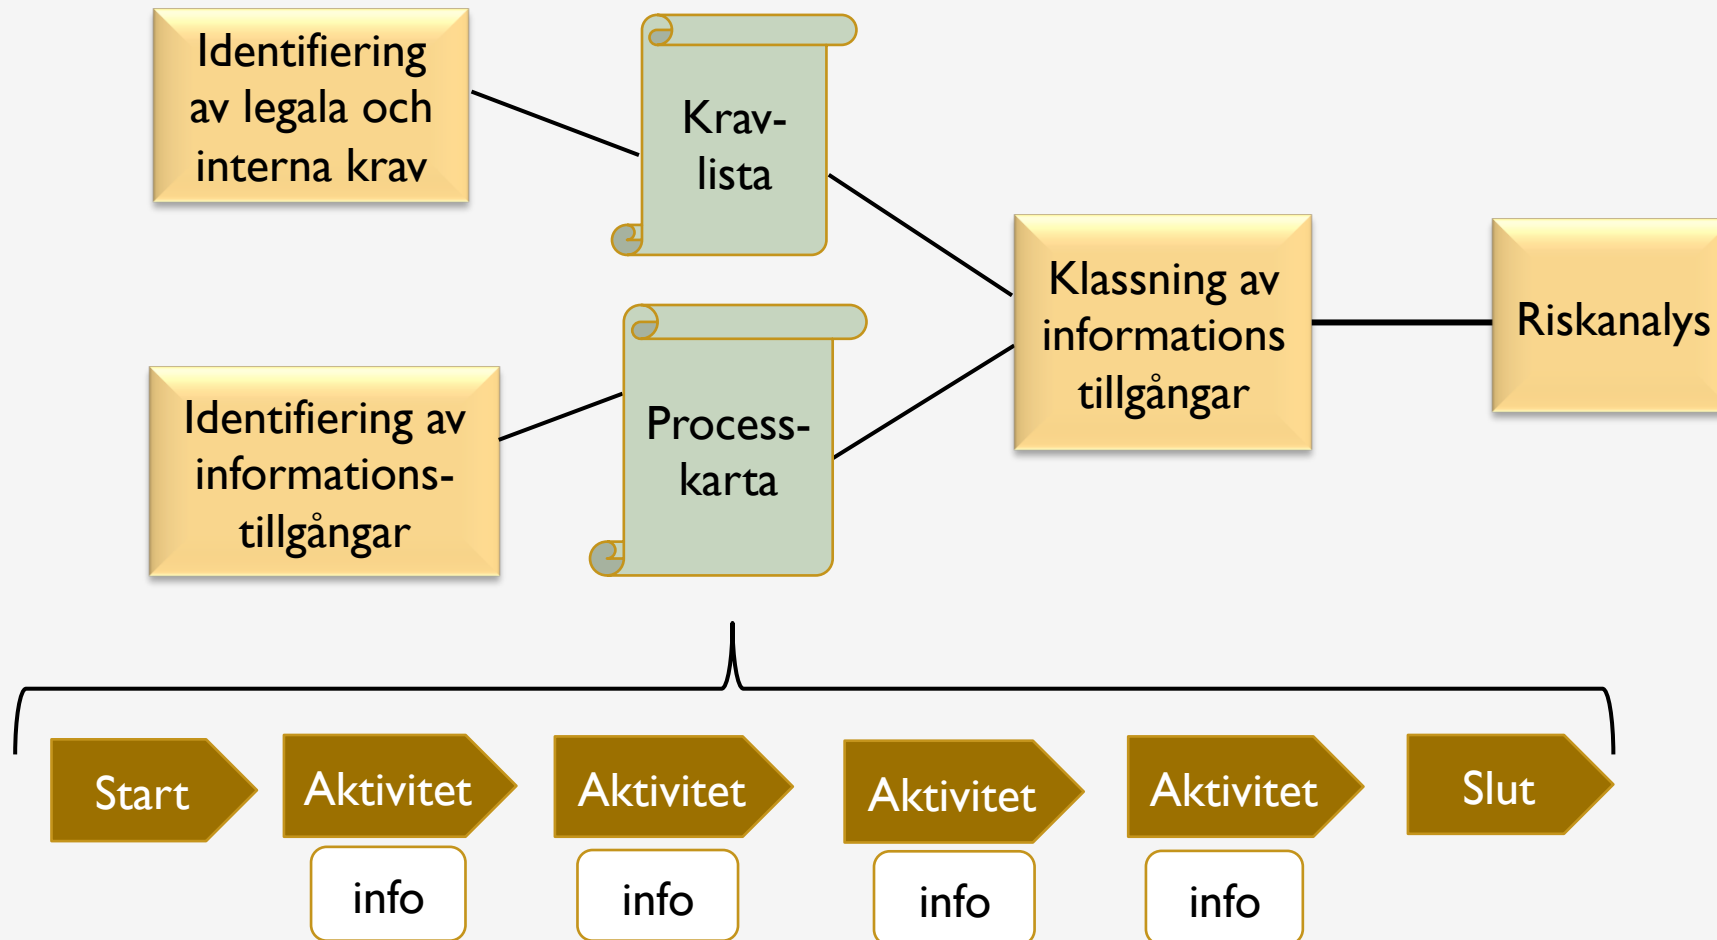 Identifiering
av legala och
interna krav
Krav-
lista
Identifiering av
informations-
tillgångar
Process-
karta
Klassning av
informations
tillgångar
Riskanalys
Start
Aktivitet
Aktivitet
Aktivitet
Aktivitet
Slut
info
info
info
info